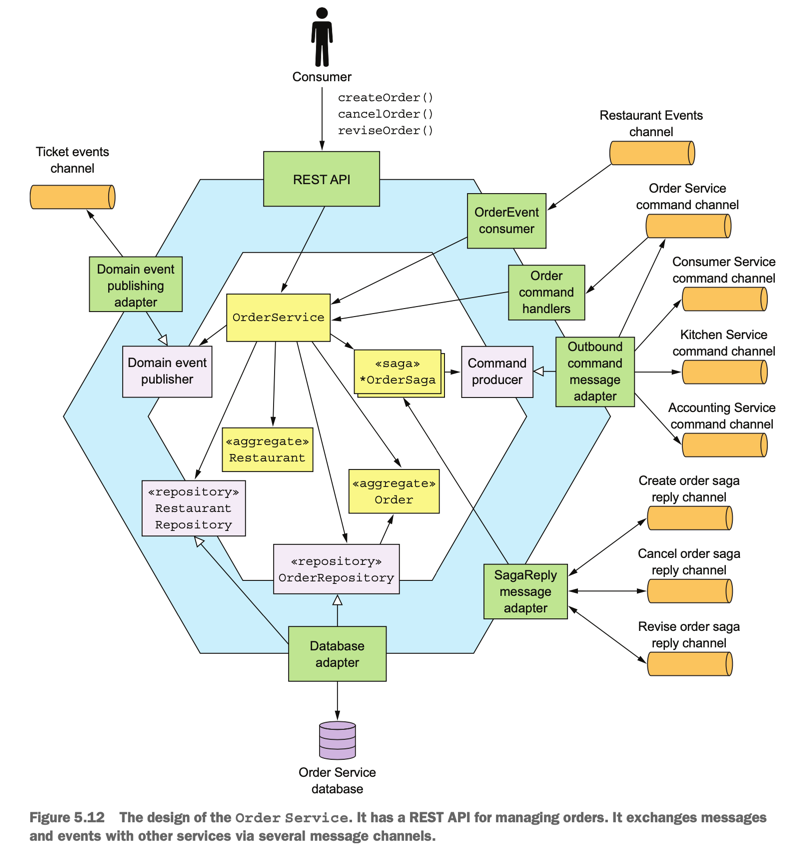 Consumer
createOrder()
cancelOrder()
reviseOrder()
Restaurant Events
channel
Ticket events
channel
REST API
Order Service
command channel
OrderEvent
consumer
Domain event
publishing
adapter
Order
command
handlers
Consumer Service
command channel
OrderService
Kitchen Service
command channel
Domain event
publisher
«saga»
*OrderSaga
Command
producer
Outbound
command
message
adapter
Accounting Service
command channel
«aggregate»
Restaurant
«aggregate»
Order
«repository»
Restaurant
Repository
Create order saga
reply channel
«repository»
OrderRepository
SagaReply
message
adapter
Cancel order saga
reply channel
Revise order saga
reply channel
Database
adapter
Order Service
database
Figure 5.12 The design of the Order Service. It has a REST API for managing orders. It exchanges messages
and events with other services via several message channels.